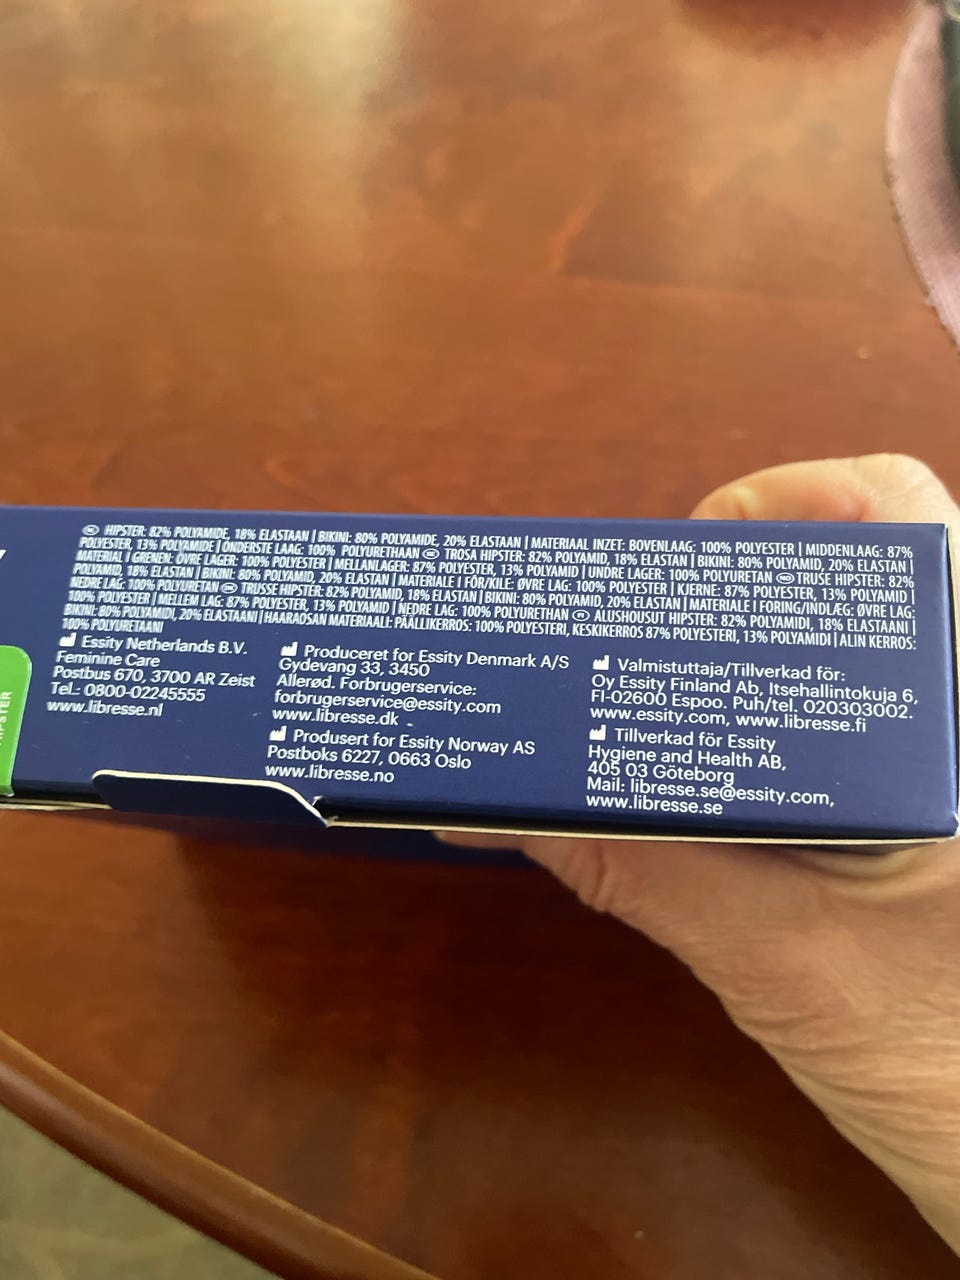 NL HIPSTER: 82% POLYAMIDE, 18% ELASTAAN | BIKINI: 80% POLYAMIDE, 20% ELASTAAN | MATERIAAL INZET: BOVENLAAG: 100% POLYESTER | MIDDENLAAG: 87%
POLYESTER, 13% POLYAMIDE | ONDERSTE LAAG: 100% POLYURETHAAN SE TROSA HIPSTER: 82% POLYAMID, 18% ELASTAN | BIKINI: 80% POLYAMID, 20% ELASTAN |
MATERIAL I GRENEN: ÖVRE LAGER: 100% POLYESTER | MELLANLAGER: 87% POLYESTER, 13% POLYAMID | UNDRE LAGER: 100% POLYURETAN NO TRUSE HIPSTER: 82%
POLYAMID, 18% ELASTAN | BIKINI: 80% POLYAMID, 20% ELASTAN | MATERIALE I FÔR/KILE: ØVRE LAG: 100% POLYESTER | KJERNE: 87% POLYESTER, 13% POLYAMID |
NEDRE LAG: 100% POLYURETAN DK TRUSSE HIPSTER: 82% POLYAMID, 18% ELASTAN | BIKINI: 80% POLYAMID, 20% ELASTAN | MATERIALE I FORING/INDLÆG: ØVRE LAG:
100% POLYESTER | MELLEM LAG: 87% POLYESTER, 13% POLYAMID | NEDRE LAG: 100% POLYURETHAN FI ALUSHOUSUT HIPSTER: 82% POLYAMIDI, 18% ELASTAANI |
BIKINI: 80% POLYAMIDI, 20% ELASTAANI | HAARAOSAN MATERIAALI: PÄÄLLIKERROS: 100% POLYESTERI, KESKIKERROS 87% POLYESTERI, 13% POLYAMIDI | ALIN KERROS:
100% POLYURETAANI
Essity Netherlands B.V.
Feminine Care
Postbus 670, 3700 AR Zeist
Tel.: 0800-02245555
www.libresse.nl
Produceret for Essity Denmark A/S
Gydevang 33, 3450
Allerød. Forbrugerservice:
forbrugerservice@essity.com
www.libresse.dk
Produsert for Essity Norway AS
Postboks 6227, 0663 Oslo
www.libresse.no
Valmistuttaja/Tillverkad för:
Oy Essity Finland Ab, Itsehallintokuja 6,
FI-02600 Espoo. Puh/tel. 020303002.
www.essity.com, www.libresse.fi
Tillverkad för Essity
Hygiene and Health AB,
405 03 Göteborg
Mail: libresse.se@essity.com,
www.libresse.se
HIPSTER